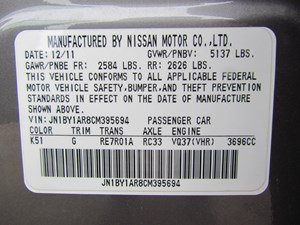 MANUFACTURED BY NISSAN MOTOR CO.,LTD.
DATE: 12/11 GVWR/PNBV: 5137 LBS.
GAWR/PNBE FR: 2584 LBS. RR: 2626 LBS.
THIS VEHICLE CONFORMS TO ALL APPLICABLE FEDERAL
MOTOR VEHICLE SAFETY,BUMPER,AND THEFT PREVENTION
STANDARDS IN EFFECT ON THE DATE OF MANUFACTURE
SHOWN ABOVE.
VIN:JN1BY1AR8CM395694 PASSENGER CAR
COLOR TRIM TRANS AXLE ENGINE
K51 G RE7R01A RC33 VQ37(VHR) 3696CC
JN1BY1AR8CM395694